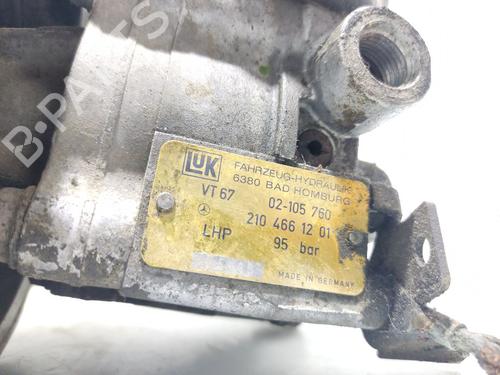 B-PARTS
LUK
FAHRZEUG-HYDRAULIK
6380 BAD HOMBURG
VT 67 02-105 760
210 466 12 01
LHP 95 bar
MADE IN GERMANY